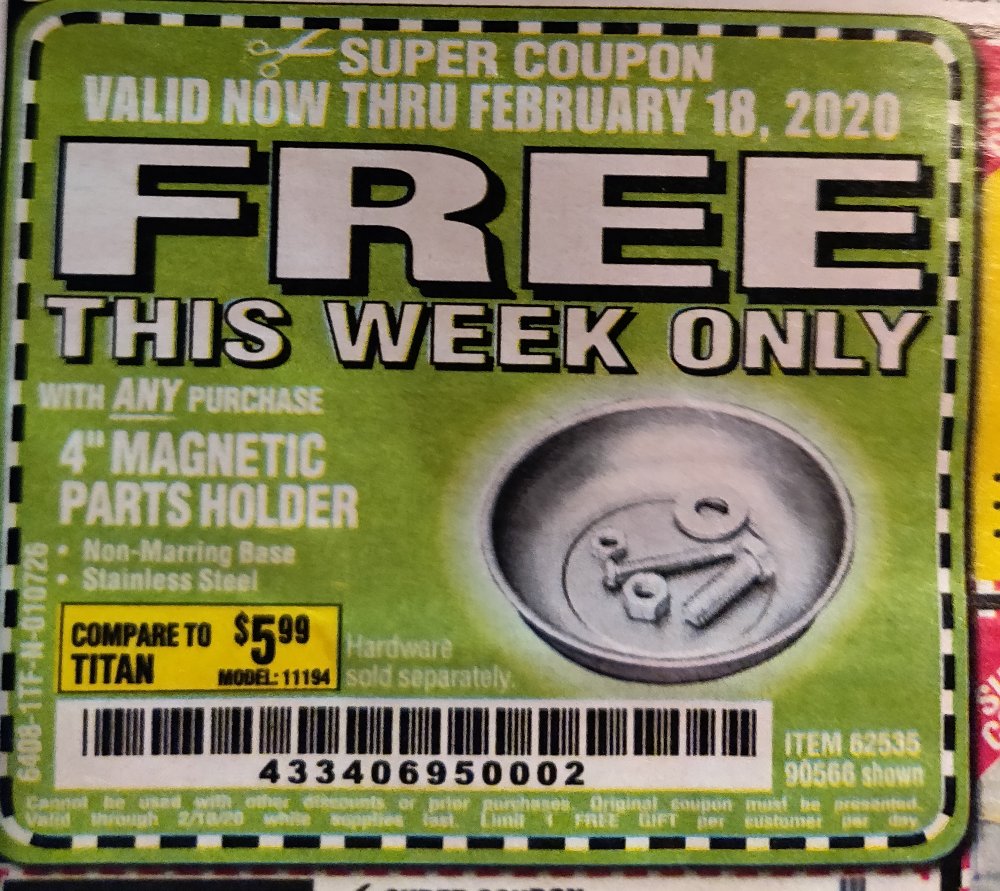 SUPER COUPON
VALID NOW THRU FEBRUARY 18, 2020
FREE
THIS WEEK ONLY
WITH ANY PURCHASE
4" MAGNETIC
PARTS HOLDER
• Non-Marring Base
• Stainless Steel
COMPARE TO
TITAN
$5.99
MODEL: 11194
Hardware
sold separately.
433406950002
ITEM 62535
90566 shown
Cannot be used with other discounts or prior purchases. Original coupon must be presented.
Valid through 2/18/20 while supplies last. Limit 1 FREE GIFT per customer per day.
SUPER COUPON